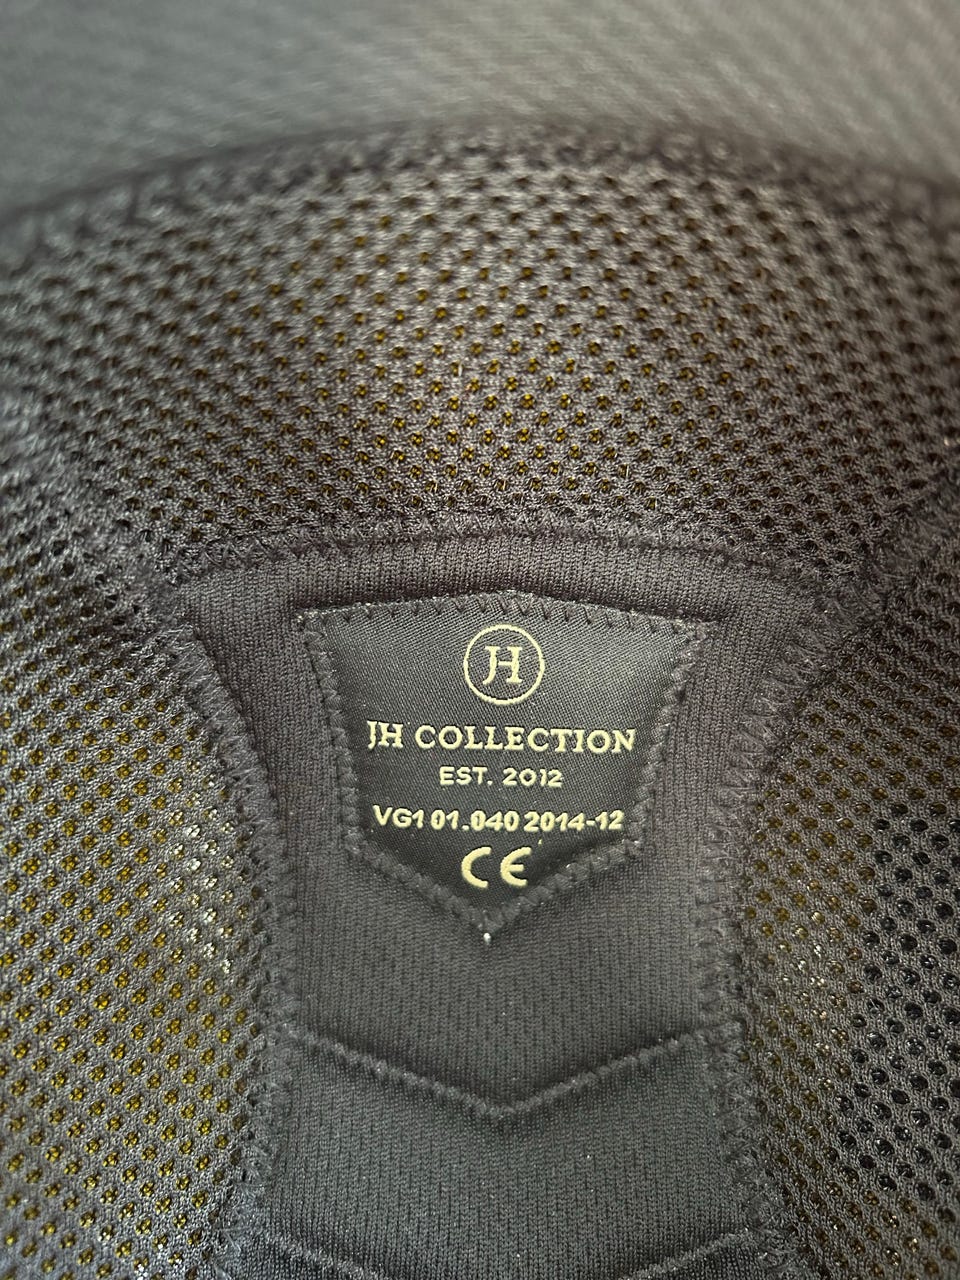 JH
JH COLLECTION
EST. 2012
VG1 01.040 2014-12
CE